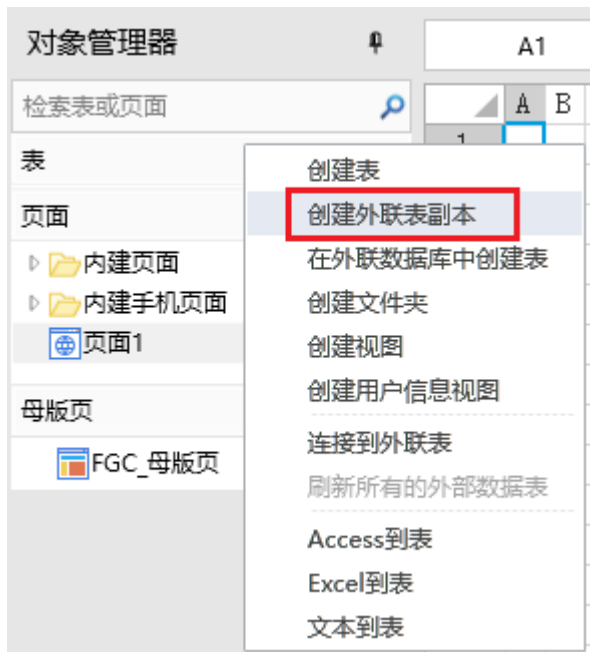 对象管理器
A1
检索表或页面
A B
1
表
页面
内建页面
内建手机页面
页面1
母版页
FGC_母版页
创建表
创建外联表副本
在外联数据库中创建表
创建文件夹
创建视图
创建用户信息视图
连接到外联表
刷新所有的外部数据表
Access到表
Excel到表
文本到表